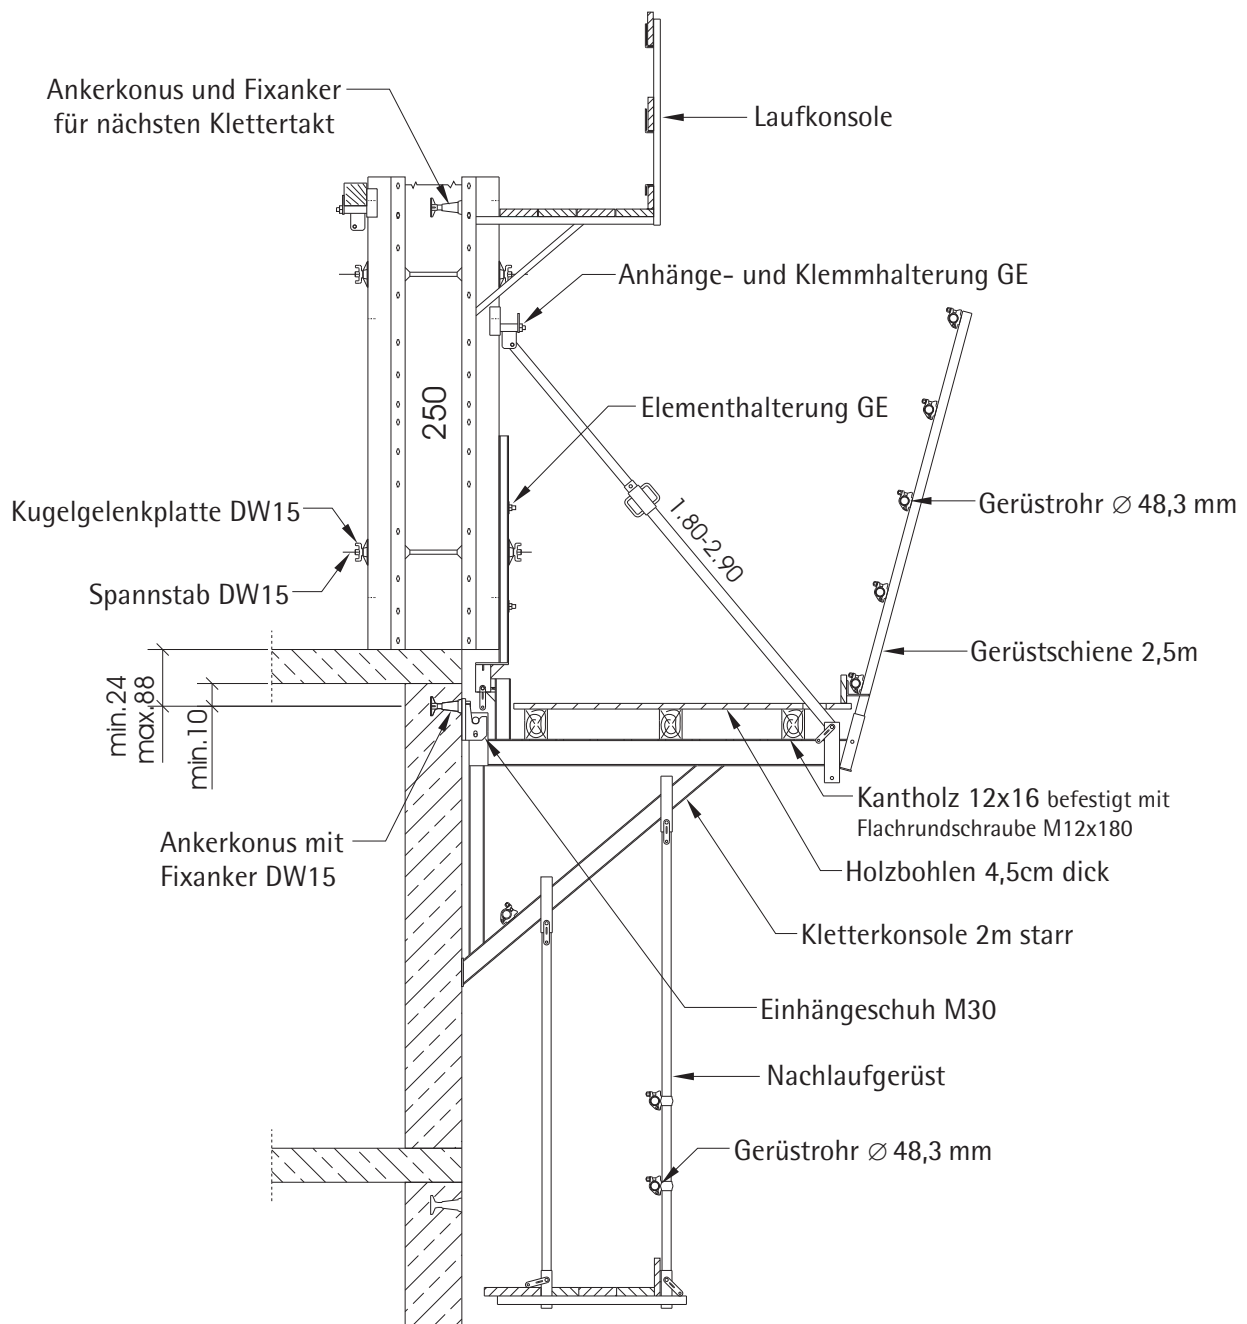 Ankerkonus und Fixanker
für nächsten Klettertakt
Laufkonsole
Anhänge- und Klemmhalterung GE
250
Elementhalterung GE
1.80-2.90
Kugelgelenkplatte DW15
Gerüstrohr ∅ 48,3 mm
Spannstab DW15
Gerüstschiene 2,5m
min.24
max.88
min.10
Kantholz 12x16 befestigt mit
Flachrundschraube M12x180
Ankerkonus mit
Fixanker DW15
Holzbohlen 4,5cm dick
Kletterkonsole 2m starr
Einhängeschuh M30
Nachlaufgerüst
Gerüstrohr ∅ 48,3 mm